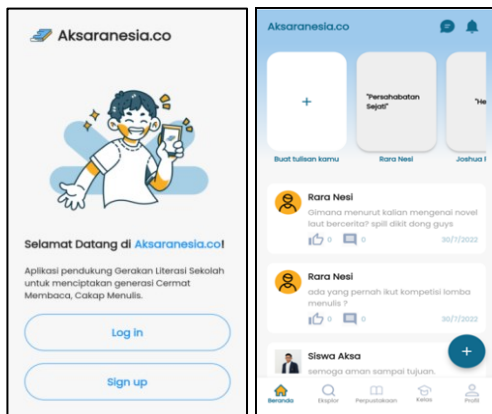 Aksaranesia.co
Selamat Datang di Aksaranesia.co!
Aplikasi pendukung Gerakan Literasi Sekolah
untuk menciptakan generasi Cermat
Membaca, Cakap Menulis.
Log in
Sign up
Aksaranesia.co
+
Buat tulisan kamu
"Persahabatan
Sejati"
Rara Nesi
"He
Joshua
Rara Nesi
Gimana menurut kalian mengenai novel
laut bercerita? spill dikit dong guys
0 0 30/7/2022
Rara Nesi
ada yang pernah ikut kompetisi lomba
menulis ?
0 0 30/7/2022
Siswa Aksa
semoga aman sampai tujuan.
+
Beranda Eksplor Perpustakaan Kelas Profil